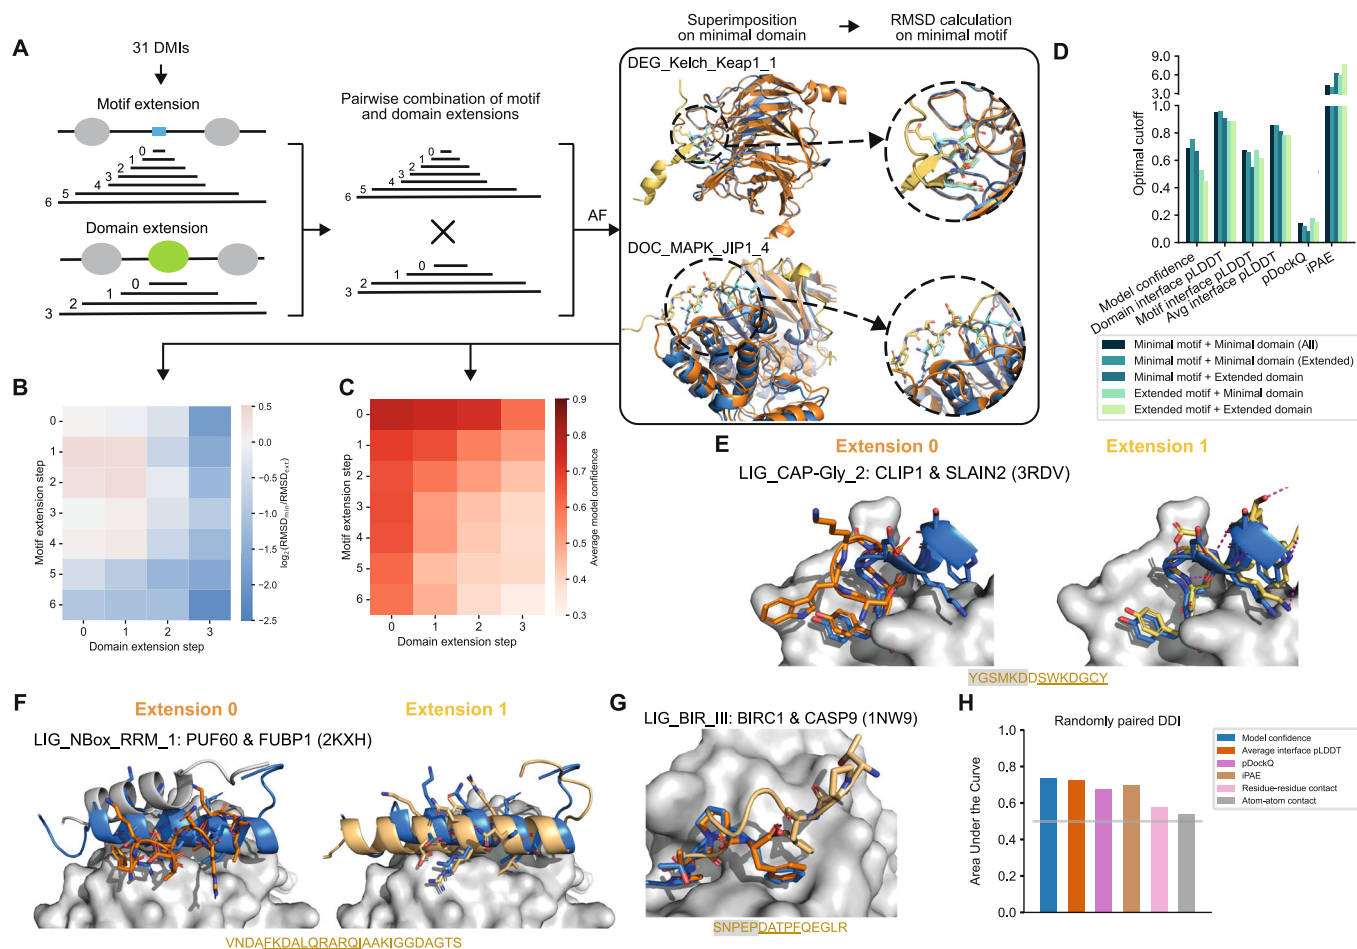 A
31 DMIs
Motif extension
0
1
2
3
4
5
6
Domain extension
0
1
2
3
Pairwise combination of motif
and domain extensions
0
1
2
3
4
5
6
0
1
2
3
AF
Superimposition
on minimal domain
RMSD calculation
on minimal motif
DEG_Kelch_Keap1_1
DOC_MAPK_JIP1_4
D
Optimal cutoff
9.0
6.0
3.0
1.0
0.8
0.6
0.4
0.2
0.0
Model confidence
Domain interface pLDDT
Motif interface pLDDT
Avg interface pLDDT
pDockQ
iPAE
Minimal motif + Minimal domain (All)
Minimal motif + Minimal domain (Extended)
Minimal motif + Extended domain
Extended motif + Minimal domain
Extended motif + Extended domain
B
Motif extension step
0
1
2
3
4
5
6
0 1 2 3
Domain extension step
0.5
0.0
−0.5
−1.0
−1.5
−2.0
−2.5
log2(RMSDmin/RMSDext)
C
Motif extension step
0
1
2
3
4
5
6
0 1 2 3
Domain extension step
0.9
0.8
0.7
0.6
0.5
0.4
0.3
Average model confidence
E
Extension 0 Extension 1
LIG_CAP-Gly_2: CLIP1 & SLAIN2 (3RDV)
YGSMKDDSWKDGCY
F
Extension 0 Extension 1
LIG_NBox_RRM_1: PUF60 & FUBP1 (2KXH)
VNDAFKDALQRARQIAAKIGGDAGTS
G
LIG_BIR_III: BIRC1 & CASP9 (1NW9)
SNPEPDATPFQEGLR
H
Randomly paired DDI
Area Under the Curve
1.0
0.8
0.6
0.4
0.2
0.0
Model confidence
Average interface pLDDT
pDockQ
iPAE
Residue-residue contact
Atom-atom contact